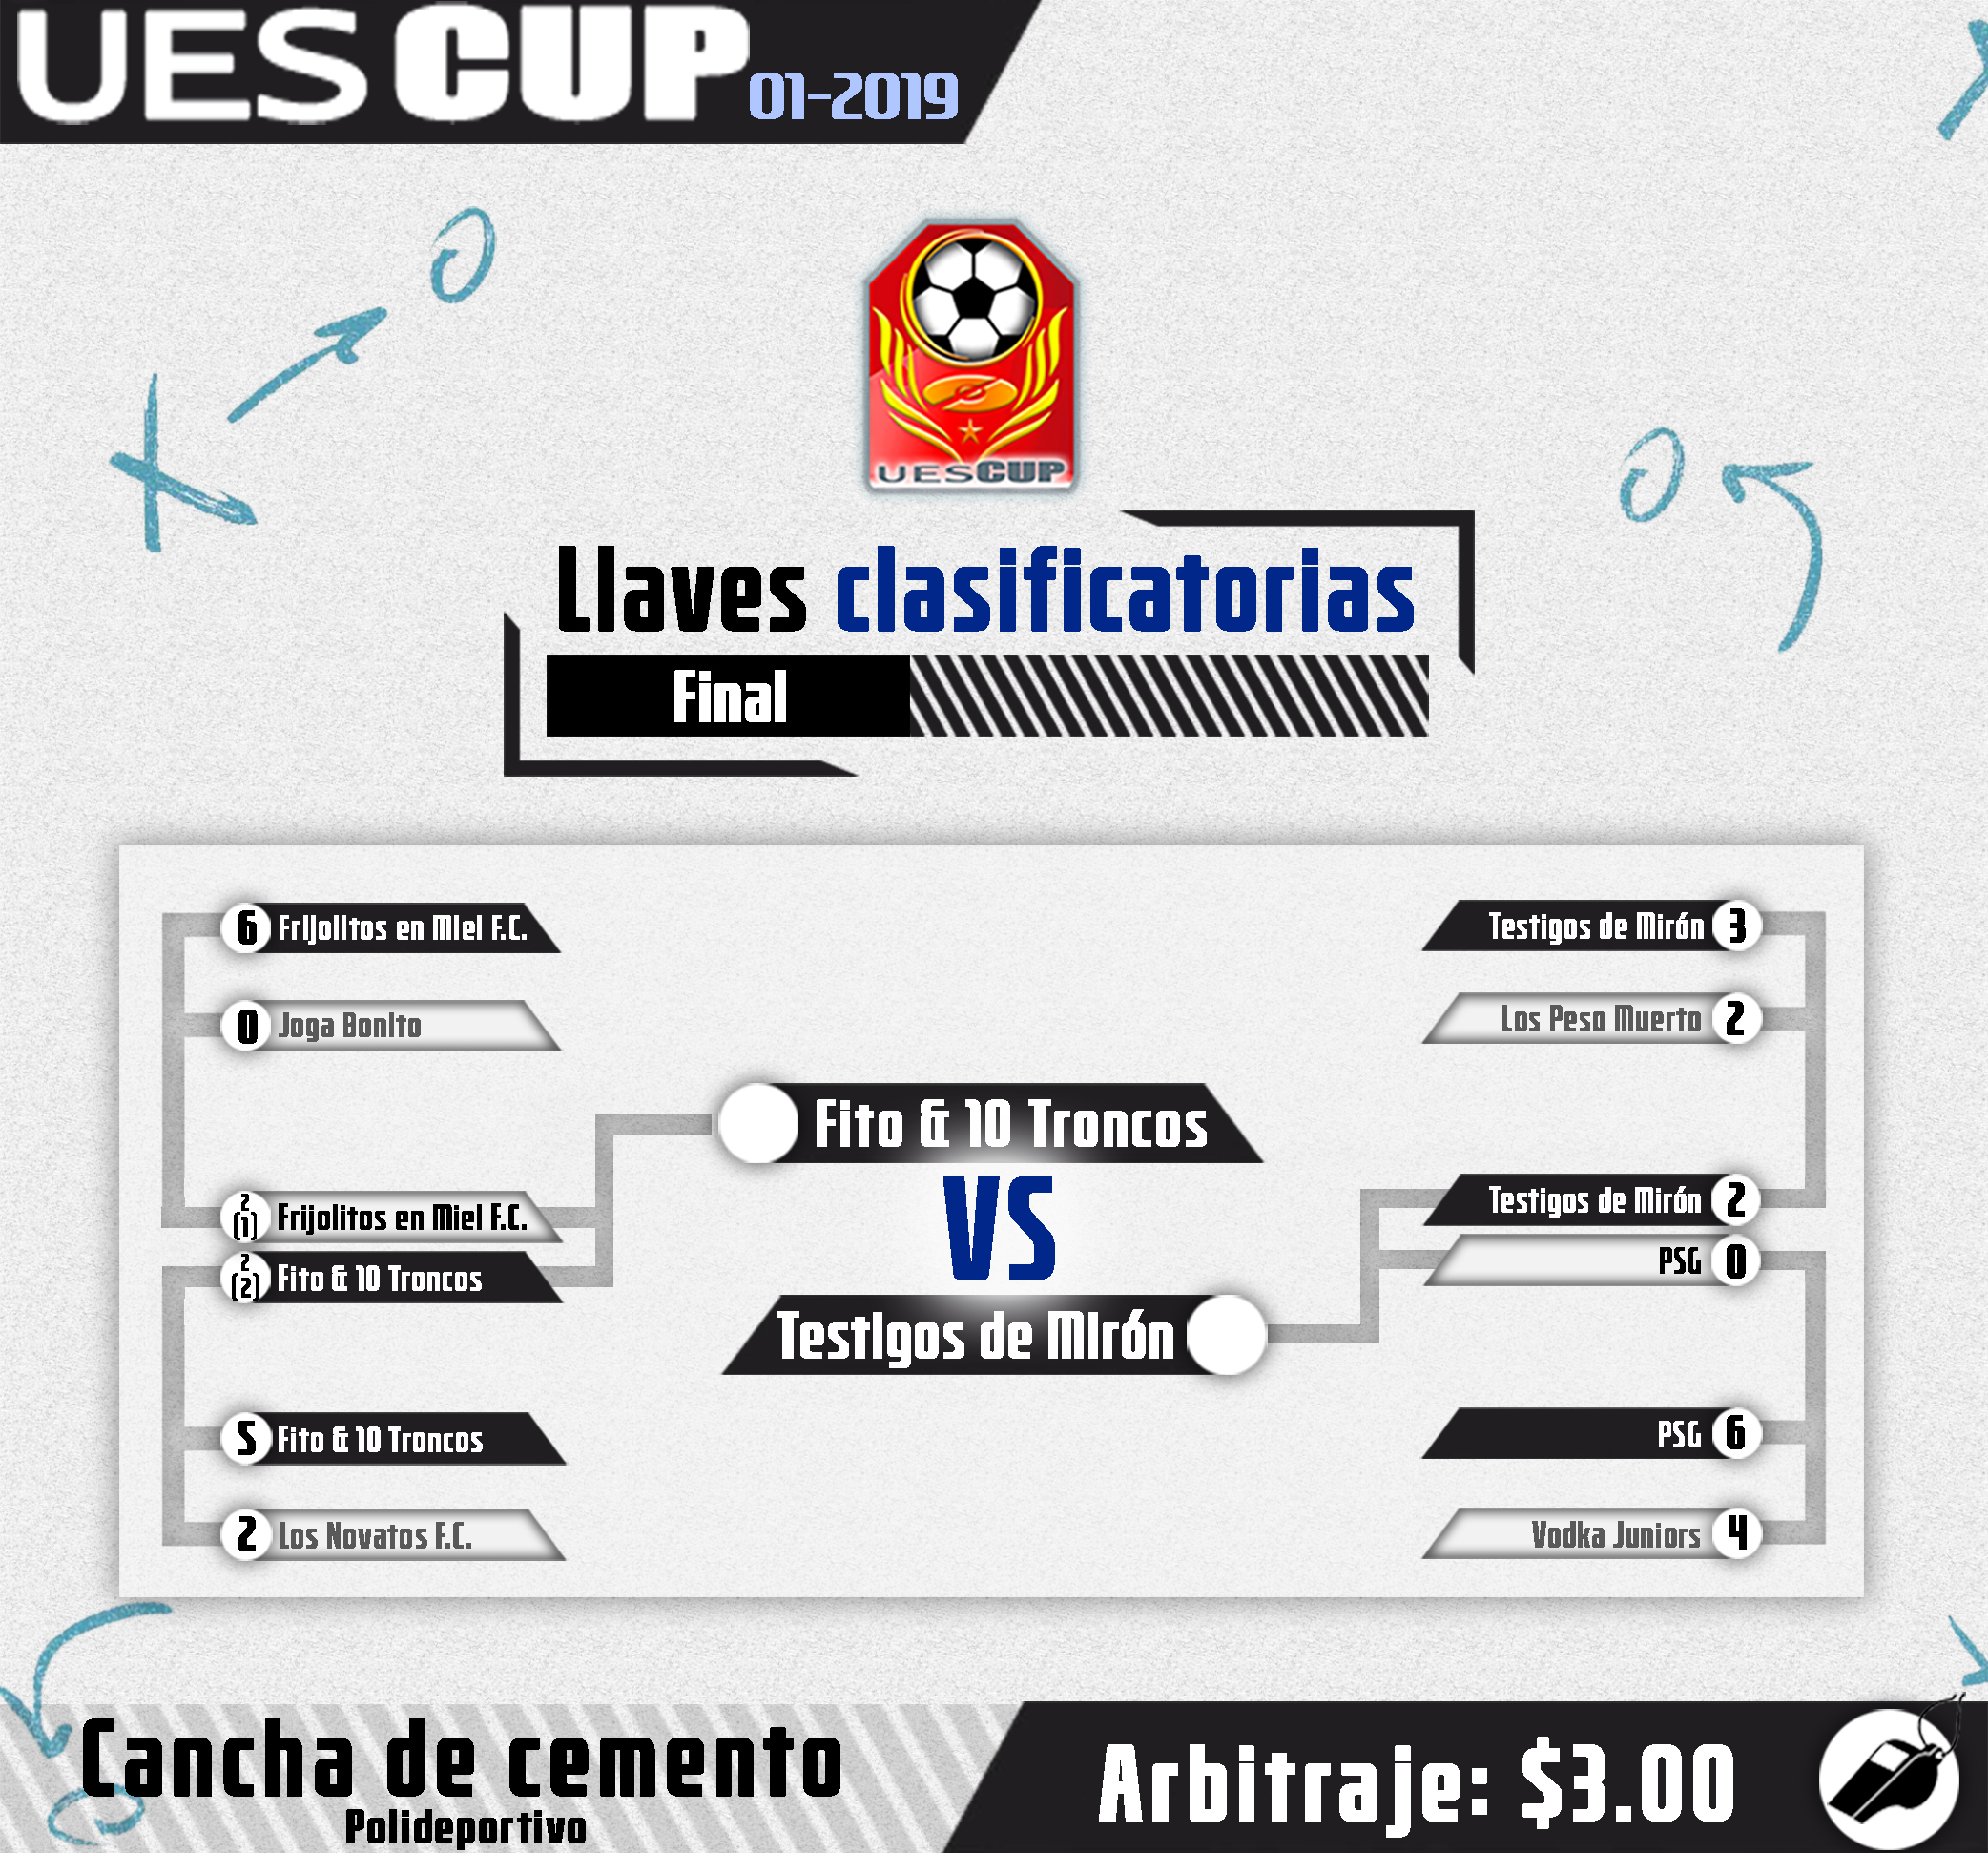 UES CUP 01-2019
UESCUP
Llaves clasificatorias
Final
6 Frijolitos en Miel F.C.
0 Joga Bonito
2
(1) Frijolitos en Miel F.C.
2
(2) Fito & 10 Troncos
5 Fito & 10 Troncos
2 Los Novatos F.C.
Fito & 10 Troncos
VS
Testigos de Mirón
Testigos de Mirón 3
Los Peso Muerto 2
Testigos de Mirón 2
PSG 0
PSG 6
Vodka Juniors 4
Cancha de cemento
Polideportivo
Arbitraje: $3.00